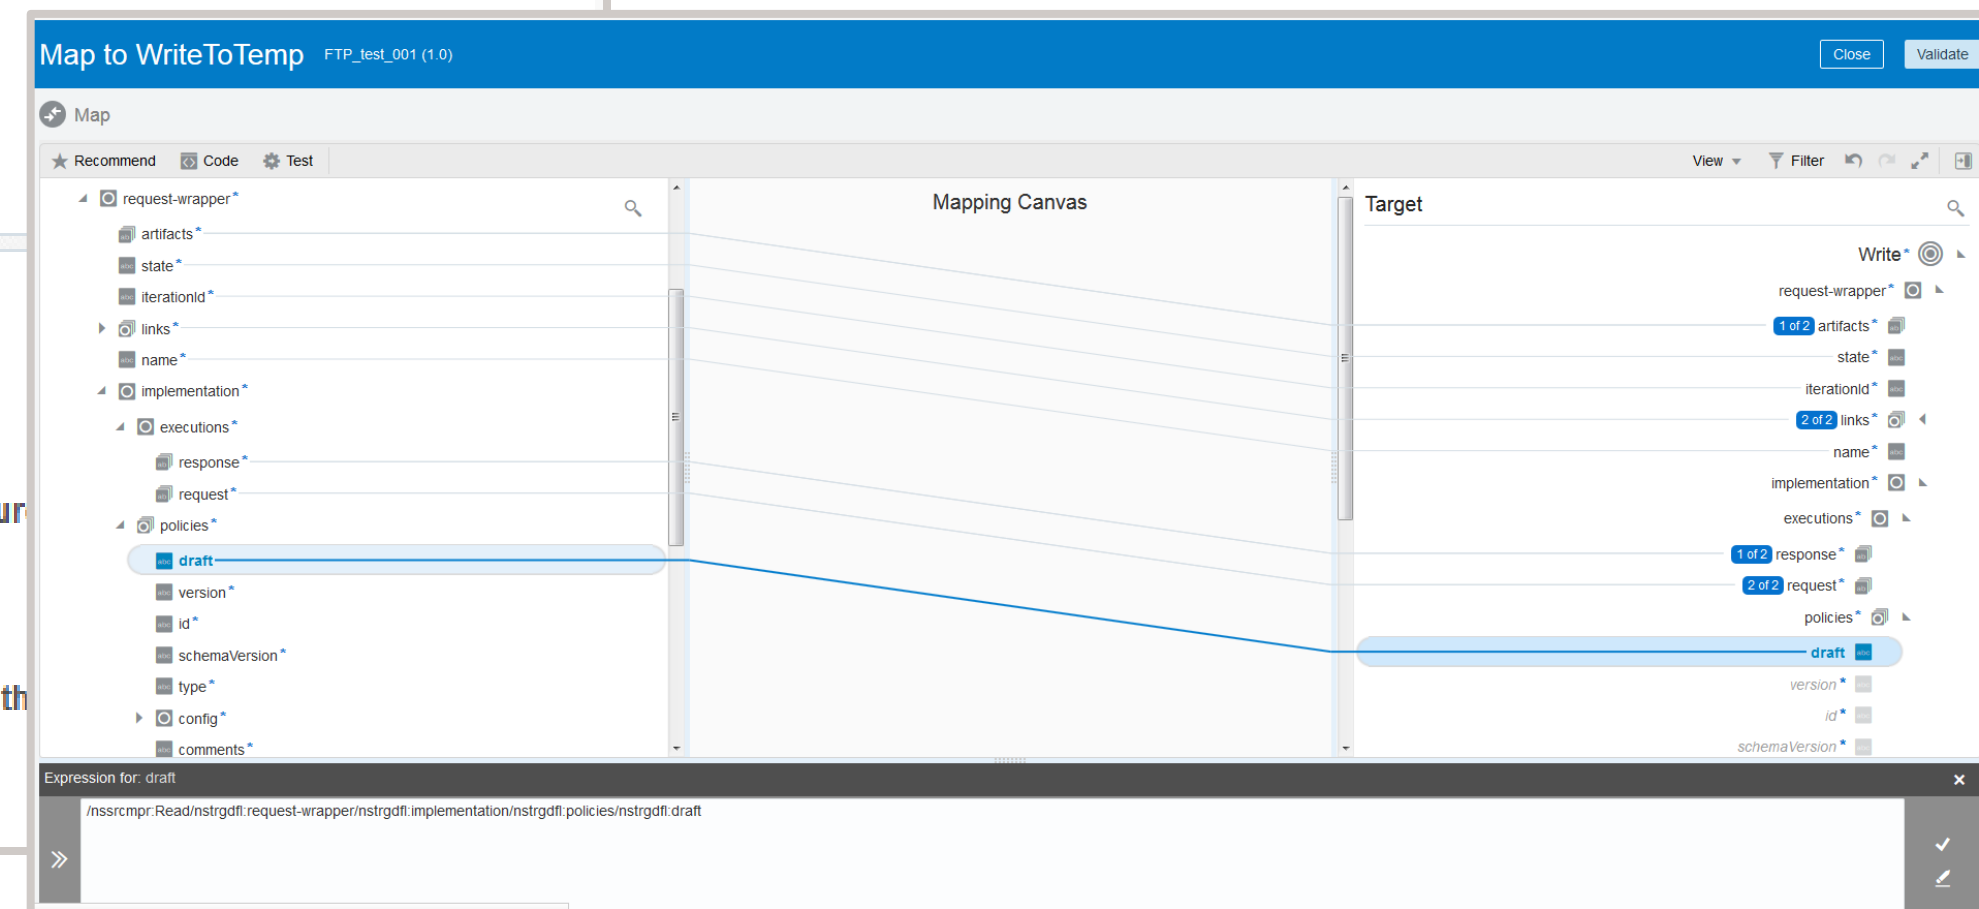 Map to WriteToTemp FTP_test_001 (1.0) Close Validate
Map
Recommend Code Test View Filter
request-wrapper*
artifacts*
state*
iterationId*
links*
name*
implementation*
executions*
response*
request*
policies*
draft
version*
id*
schemaVersion*
type*
config*
comments*
Mapping Canvas
Target
Write*
request-wrapper*
1 of 2 artifacts*
state*
iterationId*
2 of 2 links*
name*
implementation*
executions*
1 of 2 response*
2 of 2 request*
policies*
draft
version*
id*
schemaVersion*
Expression for: draft
/nssrcmpr:Read/nstrgdfl:request-wrapper/nstrgdfl:implementation/nstrgdfl:policies/nstrgdfl:draft